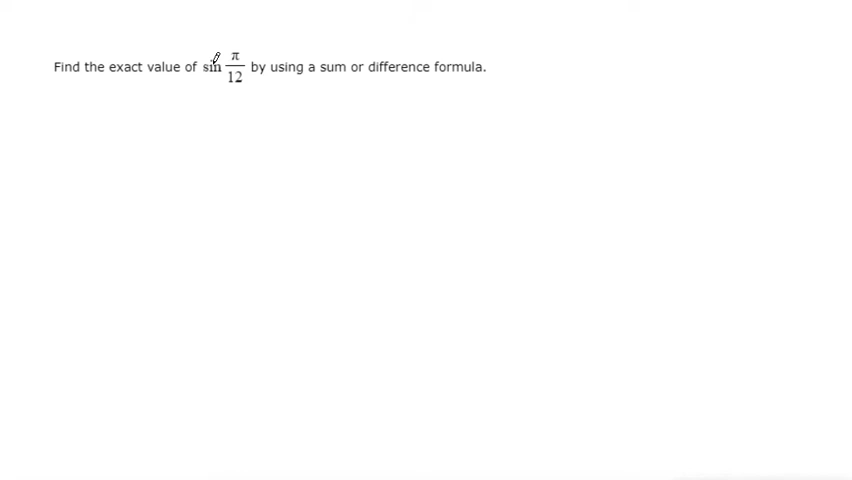 Find the exact value of sin π/12 by using a sum or difference formula.